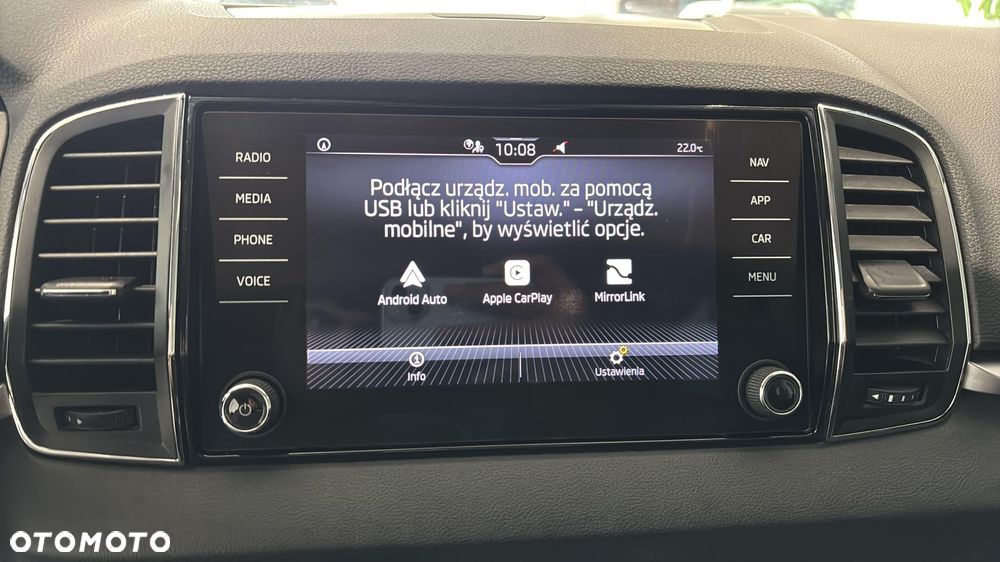 10:08
22.0°C
RADIO
MEDIA
PHONE
VOICE
Podłącz urządz. mob. za pomocą
USB lub kliknij "Ustaw." – "Urządz.
mobilne", by wyświetlić opcje.
Android Auto
Apple CarPlay
MirrorLink
Info
Ustawienia
NAV
APP
CAR
MENU
OTOMOTO